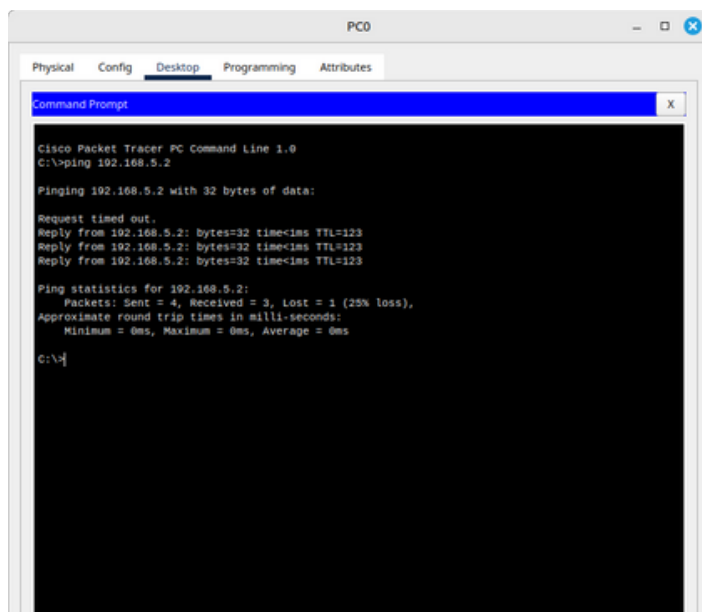 PC0
Physical Config Desktop Programming Attributes
Command Prompt X
Cisco Packet Tracer PC Command Line 1.0
C:\>ping 192.168.5.2
Pinging 192.168.5.2 with 32 bytes of data:
Request timed out.
Reply from 192.168.5.2: bytes=32 time<1ms TTL=123
Reply from 192.168.5.2: bytes=32 time<1ms TTL=123
Reply from 192.168.5.2: bytes=32 time<1ms TTL=123
Ping statistics for 192.168.5.2:
Packets: Sent = 4, Received = 3, Lost = 1 (25% loss),
Approximate round trip times in milli-seconds:
Minimum = 0ms, Maximum = 0ms, Average = 0ms
C:\>